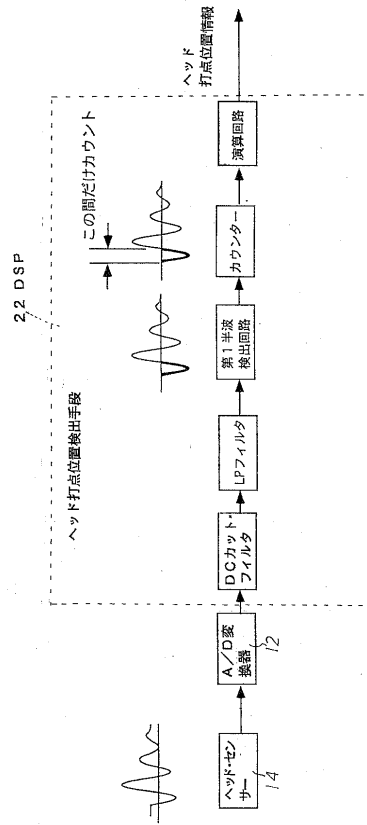 22 DSP
ヘッド打点位置検出手段
この間だけカウント
ヘッド・セン
サー
14
A/D変
換器
12
DCカット・
フィルタ
LPフィルタ
第1半波
検出回路
カウンター
演算回路
ヘッド
打点位置情報